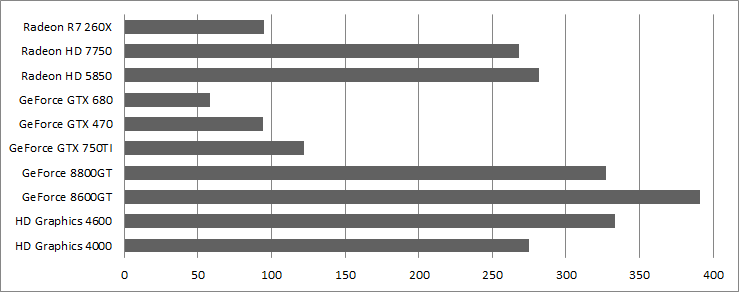 Radeon R7 260X
Radeon HD 7750
Radeon HD 5850
GeForce GTX 680
GeForce GTX 470
GeForce GTX 750TI
GeForce 8800GT
GeForce 8600GT
HD Graphics 4600
HD Graphics 4000
0 50 100 150 200 250 300 350 400